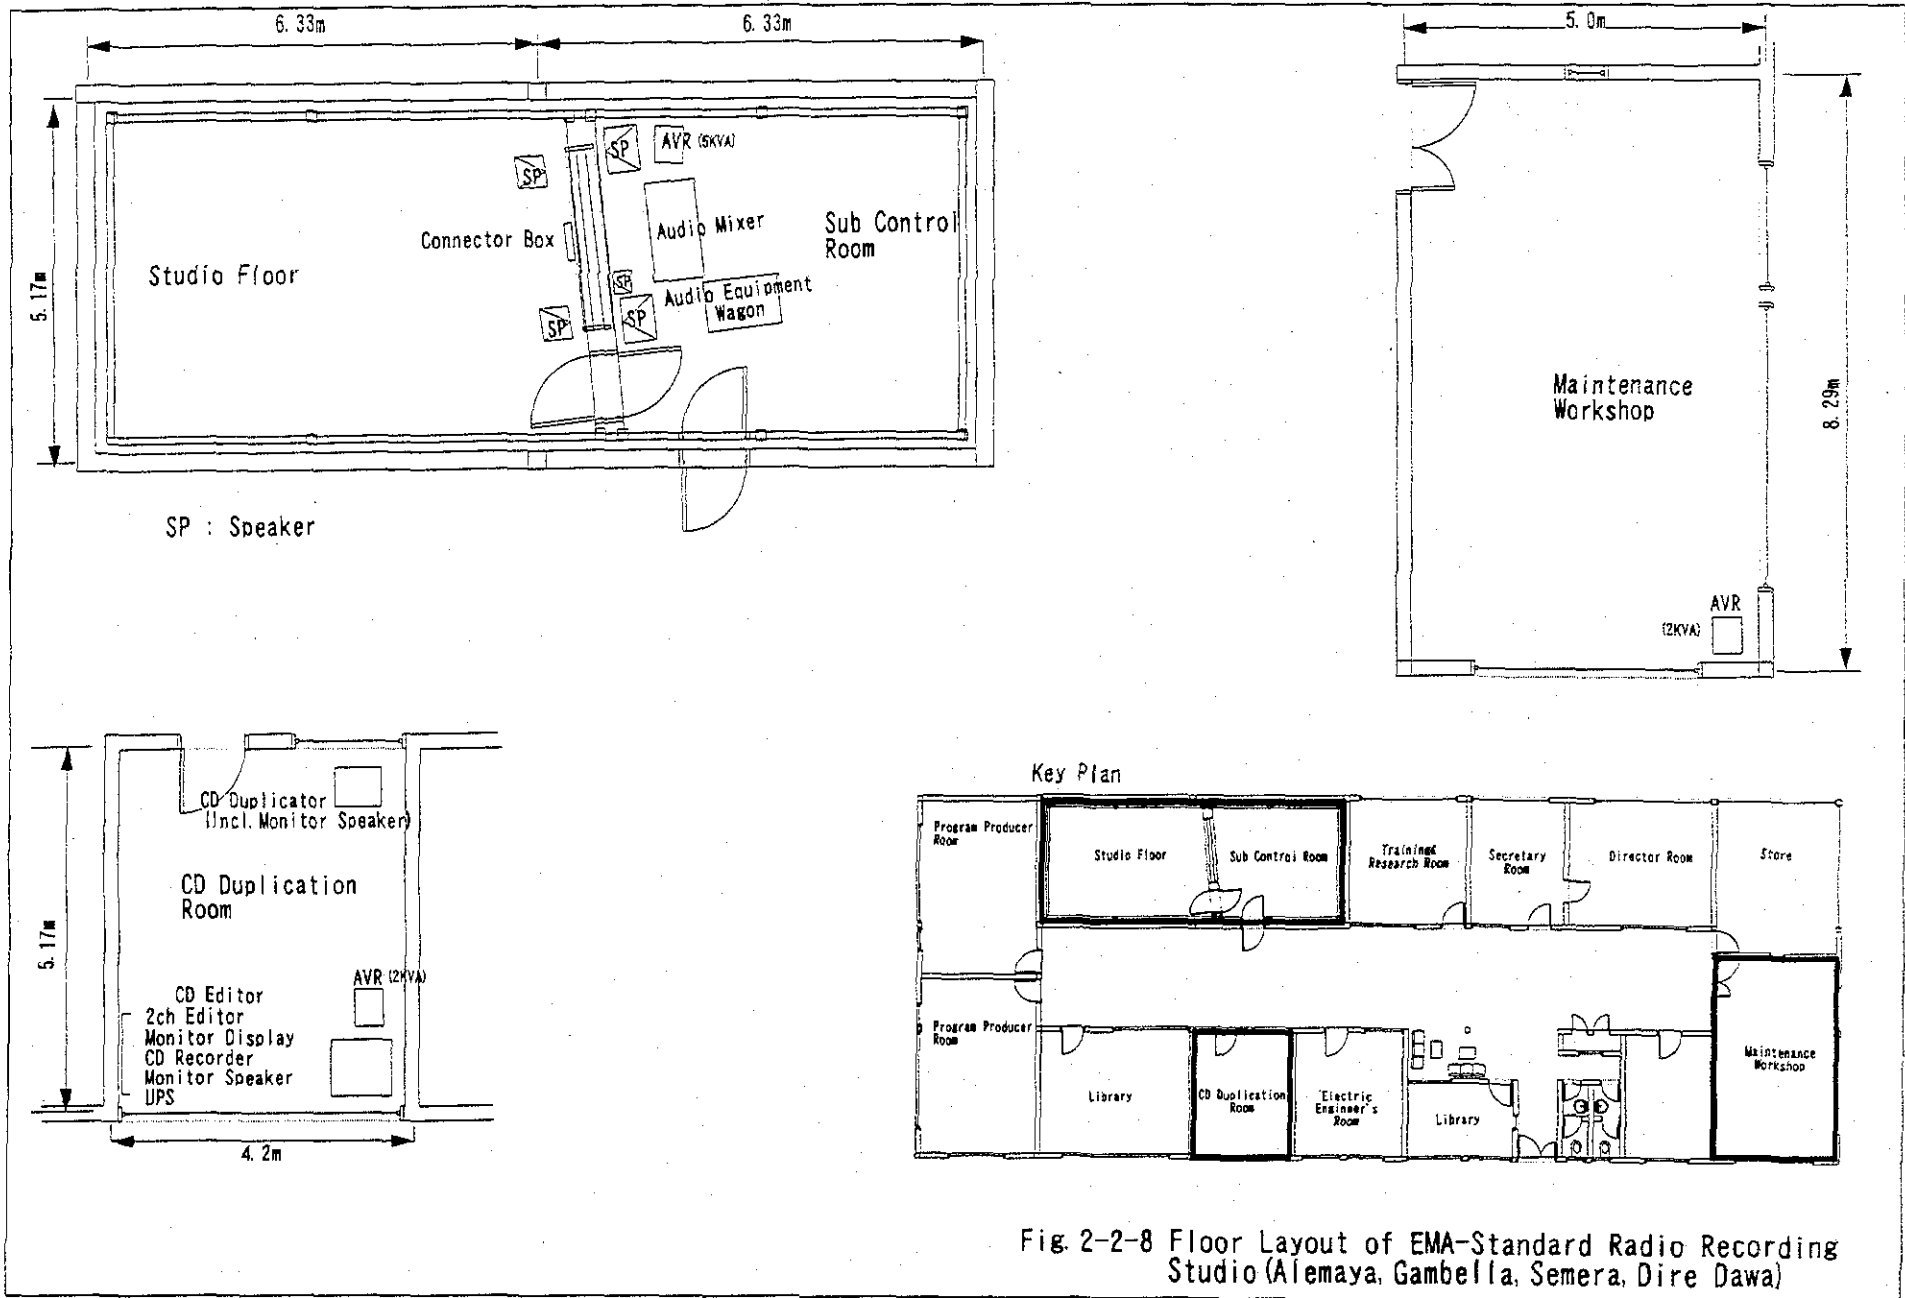 6.33m
6.33m
5.17m
Studio Floor
SP
SP
AVR (5KVA)
Connector Box
Audio Mixer
Sub Control
Room
SP
SP
SP
Audio Equipment
Wagon
SP : Speaker
5.0m
8.29m
Maintenance
Workshop
AVR
(2KVA)
5.17m
CD Duplicator
(Incl. Monitor Speaker)
CD Duplication
Room
AVR (2KVA)
CD Editor
2ch Editor
Monitor Display
CD Recorder
Monitor Speaker
UPS
4.2m
Key Plan
Program Producer
Room
Studio Floor
Sub Control Room
Training&
Research Room
Secretary
Room
Director Room
Store
Program Producer
Room
Library
CD Duplication
Room
Electric
Engineer's
Room
Library
Maintenance
Workshop
Fig. 2-2-8 Floor Layout of EMA-Standard Radio Recording
Studio (Alemaya, Gambella, Semera, Dire Dawa)